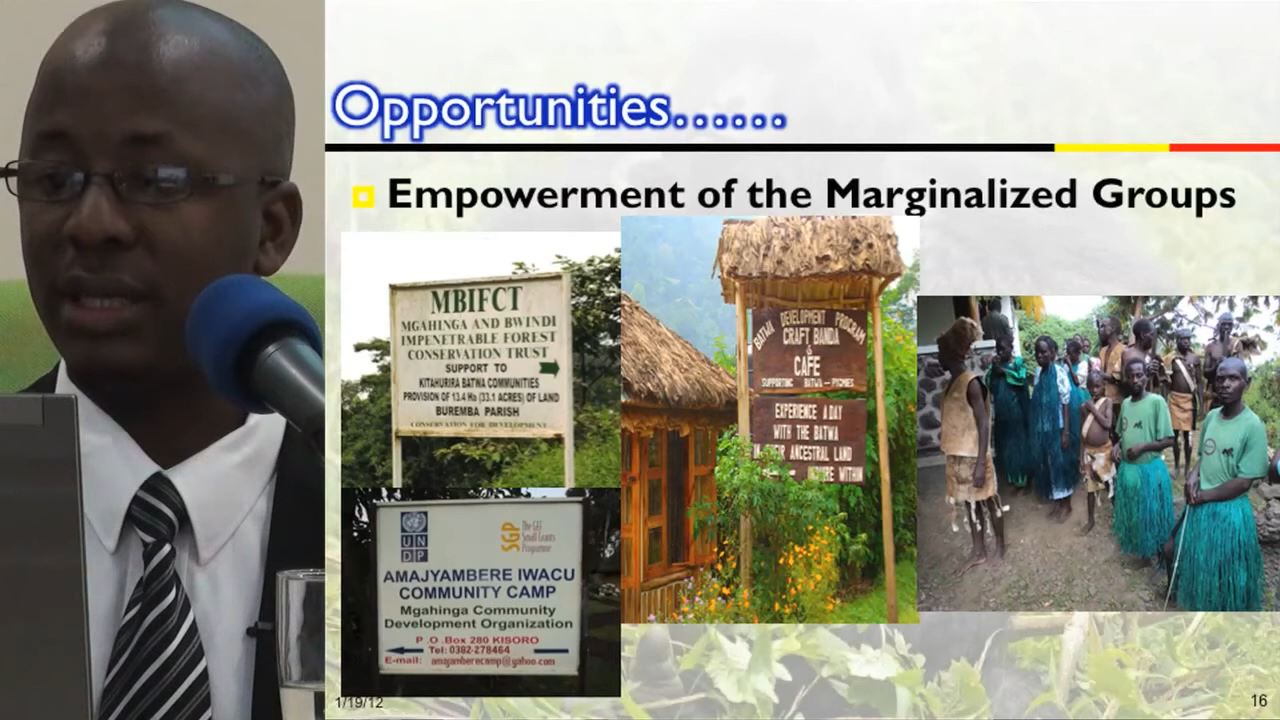 Opportunities......
Empowerment of the Marginalized Groups
MBIFCT
MGAHINGA AND BWINDI
IMPENETRABLE FOREST
CONSERVATION TRUST
SUPPORT TO
KITAHURIRA BATWA COMMUNITIES
PROVISION OF 13.4 Ha (33.1 ACRES) OF LAND
BUREMBA PARISH
CONSERVATION FOR DEVELOPMENT
BATWA DEVELOPMENT PROGRAM
CRAFT BANDA
&
CAFE
SUPPORTING BATWA - PYGMIES
EXPERIENCE A DAY
WITH THE BATWA
IN THEIR ANCESTRAL LAND
WITHIN
U N
D P
SGP
The GEF
Small Grants
Programme
AMAJYAMBERE IWACU
COMMUNITY CAMP
Mgahinga Community
Development Organization
P.O.Box 280 KISORO
Tel: 0382-278464
E-mail: amajamberecamp@yahoo.com
1/19/12
16